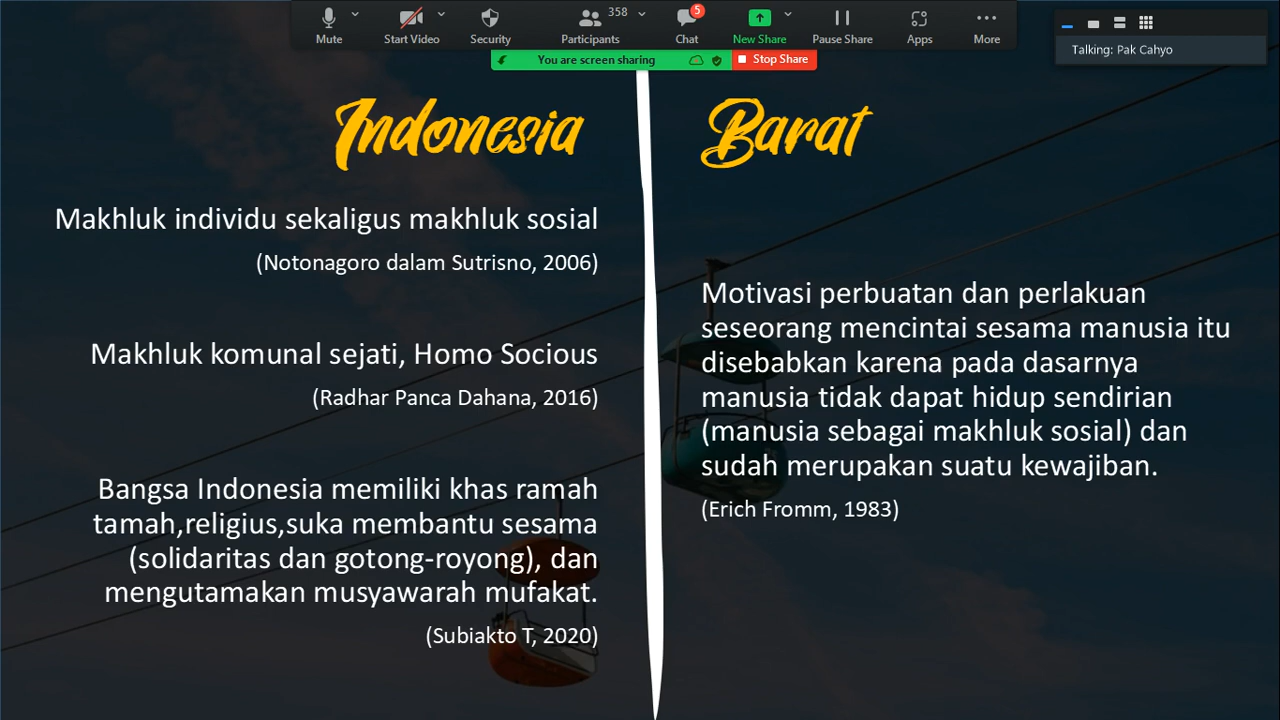 Mute
Start Video
Security
Participants
358
Chat
5
New Share
Pause Share
Apps
More
You are screen sharing
Stop Share
Talking: Pak Cahyo
Indonesia
Makhluk individu sekaligus makhluk sosial
(Notonagoro dalam Sutrisno, 2006)
Makhluk komunal sejati, Homo Socious
(Radhar Panca Dahana, 2016)
Bangsa Indonesia memiliki khas ramah
tamah,religius,suka membantu sesama
(solidaritas dan gotong-royong), dan
mengutamakan musyawarah mufakat.
(Subiakto T, 2020)
Barat
Motivasi perbuatan dan perlakuan
seseorang mencintai sesama manusia itu
disebabkan karena pada dasarnya
manusia tidak dapat hidup sendirian
(manusia sebagai makhluk sosial) dan
sudah merupakan suatu kewajiban.
(Erich Fromm, 1983)